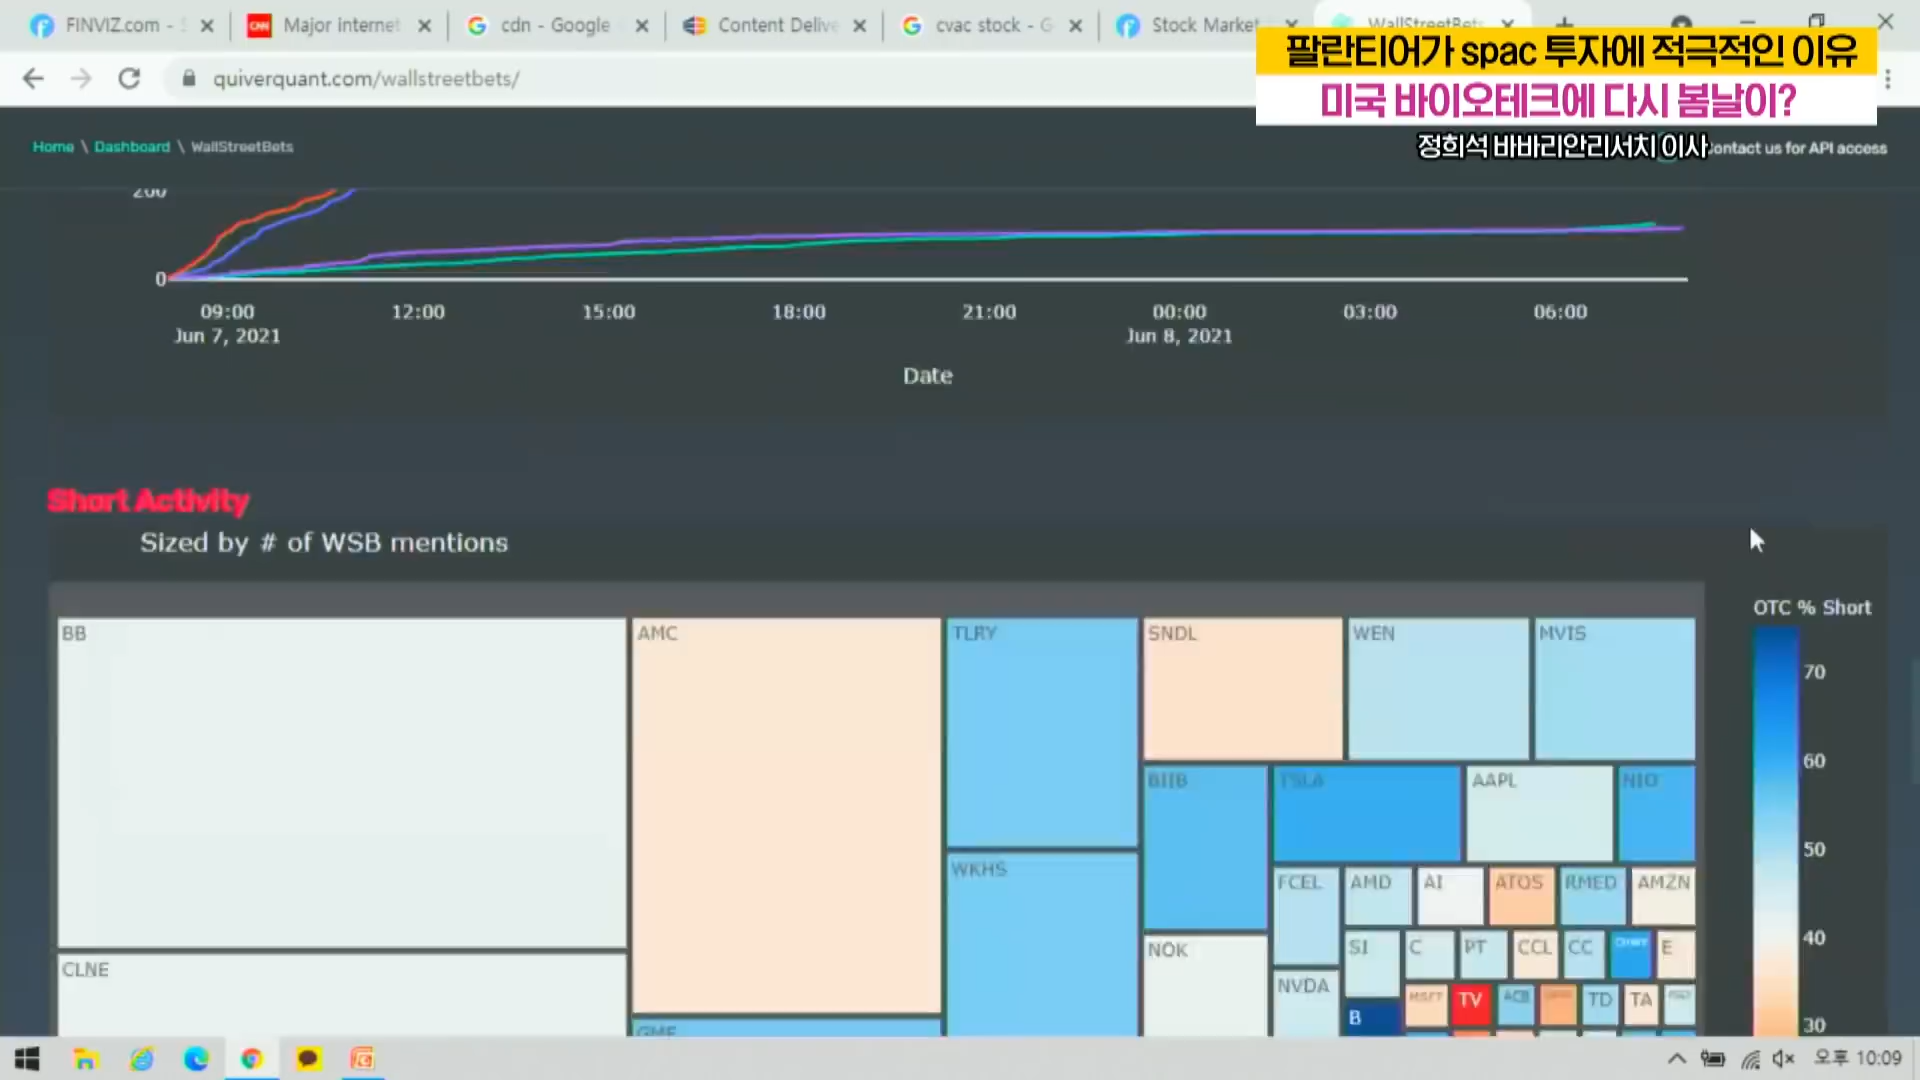 FINVIZ.com - S
Major internet
cdn - Google
Content Delive
cvac stock - G
Stock Market
WallStreetBets
quiverquant.com/wallstreetbets/
팔란티어가 spac 투자에 적극적인 이유
미국 바이오테크에 다시 봄날이?
정희석 바바리안리서치 이사
Home \ Dashboard \ WallStreetBets
Contact us for API access
200
0
09:00 12:00 15:00 18:00 21:00 00:00 03:00 06:00
Jun 7, 2021 Jun 8, 2021
Date
Short Activity
Sized by # of WSB mentions
OTC % Short
BB AMC TLRY SNDL WEN MVIS
70
60
BIIB TSLA AAPL NIO
50
WKHS
FCEL AMD AI ATOS RMED AMZN
40
NOK SI C PT CCL CC E
CLNE
NVDA MSFT TV ACB TD TA
B
30
GME
오후 10:09